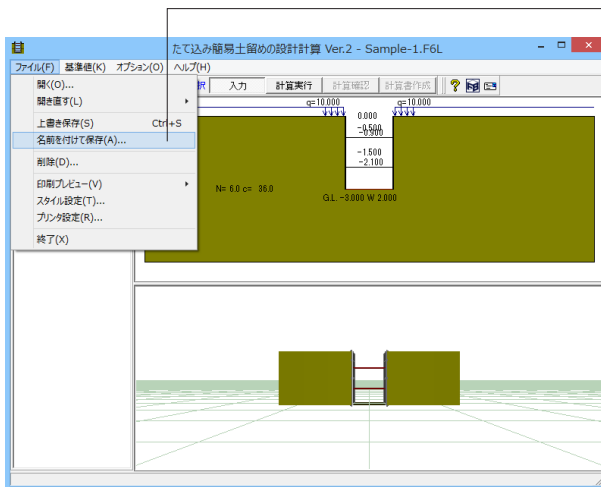 たて込み簡易土留めの設計計算 Ver.2 - Sample-1.F6L
ファイル(F) 基準値(K) オプション(O) ヘルプ(H)
択 入力 計算実行 計算確認 計算書作成
開く(O)...
開き直す(L)
上書き保存(S) Ctrl+S
名前を付けて保存(A)...
削除(D)...
印刷プレビュー(V)
スタイル設定(T)...
プリンタ設定(R)...
終了(X)
q=10.000 q=10.000
0.000
-0.500
-0.900
-1.500
-2.100
N= 6.0 c= 36.0
G.L. -3.000 W 2.000